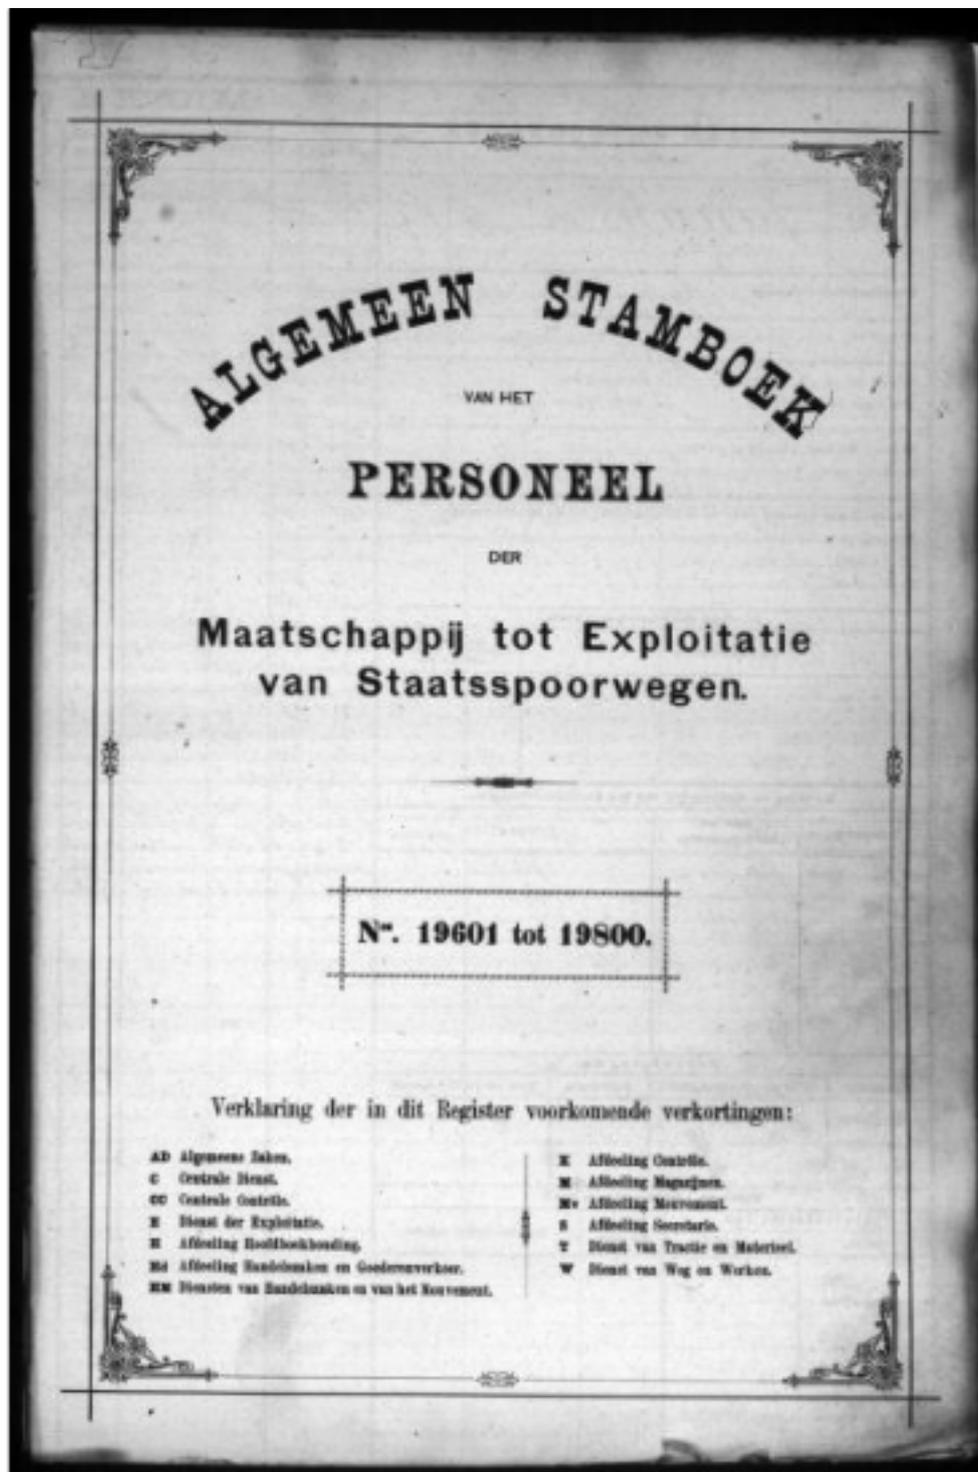 ALGEMEEN STAMBOEK
VAN HET
PERSONEEL
DER
Maatschappij tot Exploitatie
van Staatsspoorwegen.
Nos. 19601 tot 19800.
Verklaring der in dit Register voorkomende verkortingen:
AD Algemeene Zaken.
C Centrale Dienst.
CC Centrale Contrôle.
E Dienst der Exploitatie.
H Afdeeling Hoofdboekhouding.
Hd Afdeeling Handelszaken en Goederenverkeer.
HM Diensten van Handelszaken en van het Mouvement.
K Afdeeling Contrôle.
M Afdeeling Magazijnen.
Mv Afdeeling Mouvement.
S Afdeeling Secretarie.
T Dienst van Tractie en Materieel.
W Dienst van Weg en Werken.